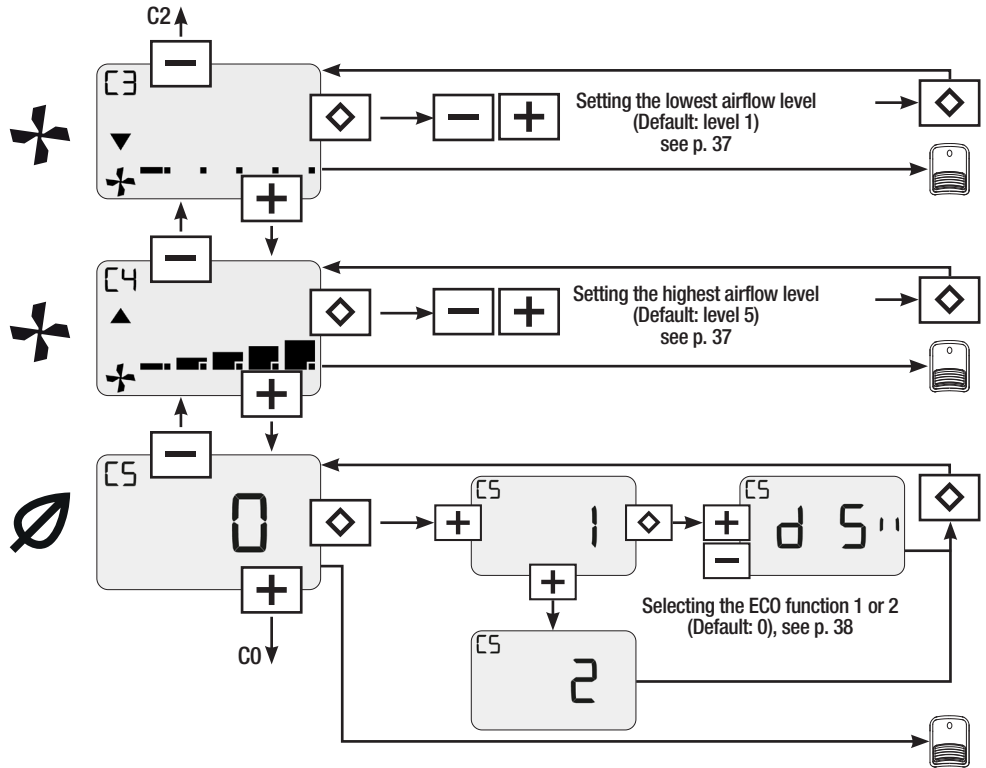 C2
C3
Setting the lowest airflow level
(Default: level 1)
see p. 37
C4
Setting the highest airflow level
(Default: level 5)
see p. 37
C5
0
C5
1
C5
d 5"
Selecting the ECO function 1 or 2
(Default: 0), see p. 38
C0
C5
2